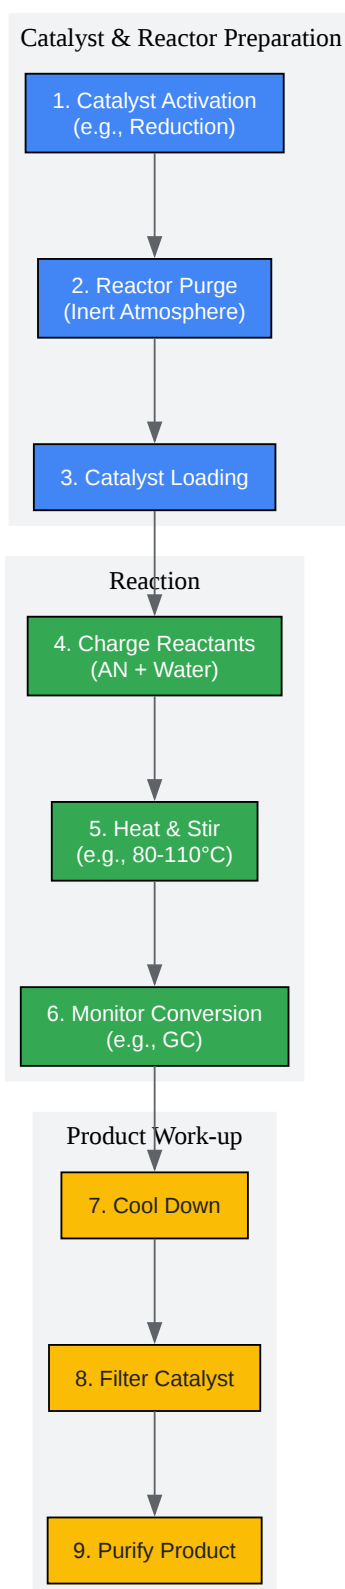 Catalyst & Reactor Preparation
1. Catalyst Activation
(e.g., Reduction)
2. Reactor Purge
(Inert Atmosphere)
3. Catalyst Loading
Reaction
4. Charge Reactants
(AN + Water)
5. Heat & Stir
(e.g., 80-110°C)
6. Monitor Conversion
(e.g., GC)
Product Work-up
7. Cool Down
8. Filter Catalyst
9. Purify Product